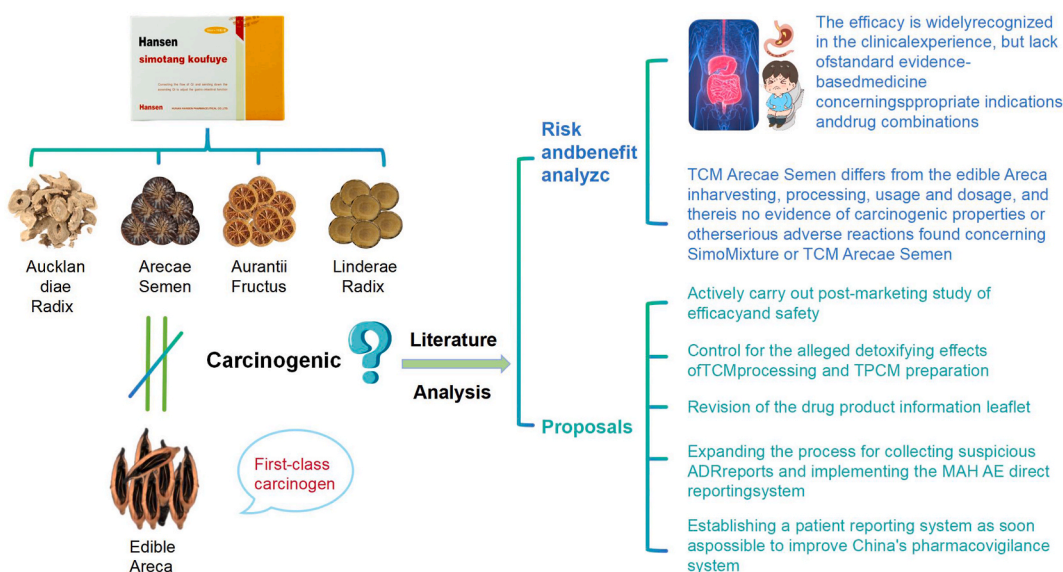 Hansen
simotang koufuye
Hansen
Aucklan
diae
Radix
Arecae
Semen
Aurantii
Fructus
Linderae
Radix
Carcinogenic
Literature
Analysis
First-class
carcinogen
Edible
Areca
Risk
andbenefit
analyzc
The efficacy is widelyrecognized
in the clinicalexperience, but lack
ofstandard evidence-
basedmedicine
concerningsppropriate indications
anddrug combinations
TCM Arecae Semen differs from the edible Areca
inharvesting, processing, usage and dosage, and
thereis no evidence of carcinogenic properties or
otherserious adverse reactions found concerning
SimoMixture or TCM Arecae Semen
Proposals
Actively carry out post-marketing study of
efficacyand safety
Control for the alleged detoxifying effects
ofTCMprocessing and TPCM preparation
Revision of the drug product information leaflet
Expanding the process for collecting suspicious
ADRreports and implementing the MAH AE direct
reportingsystem
Establishing a patient reporting system as soon
aspossible to improve China's pharmacovigilance
system